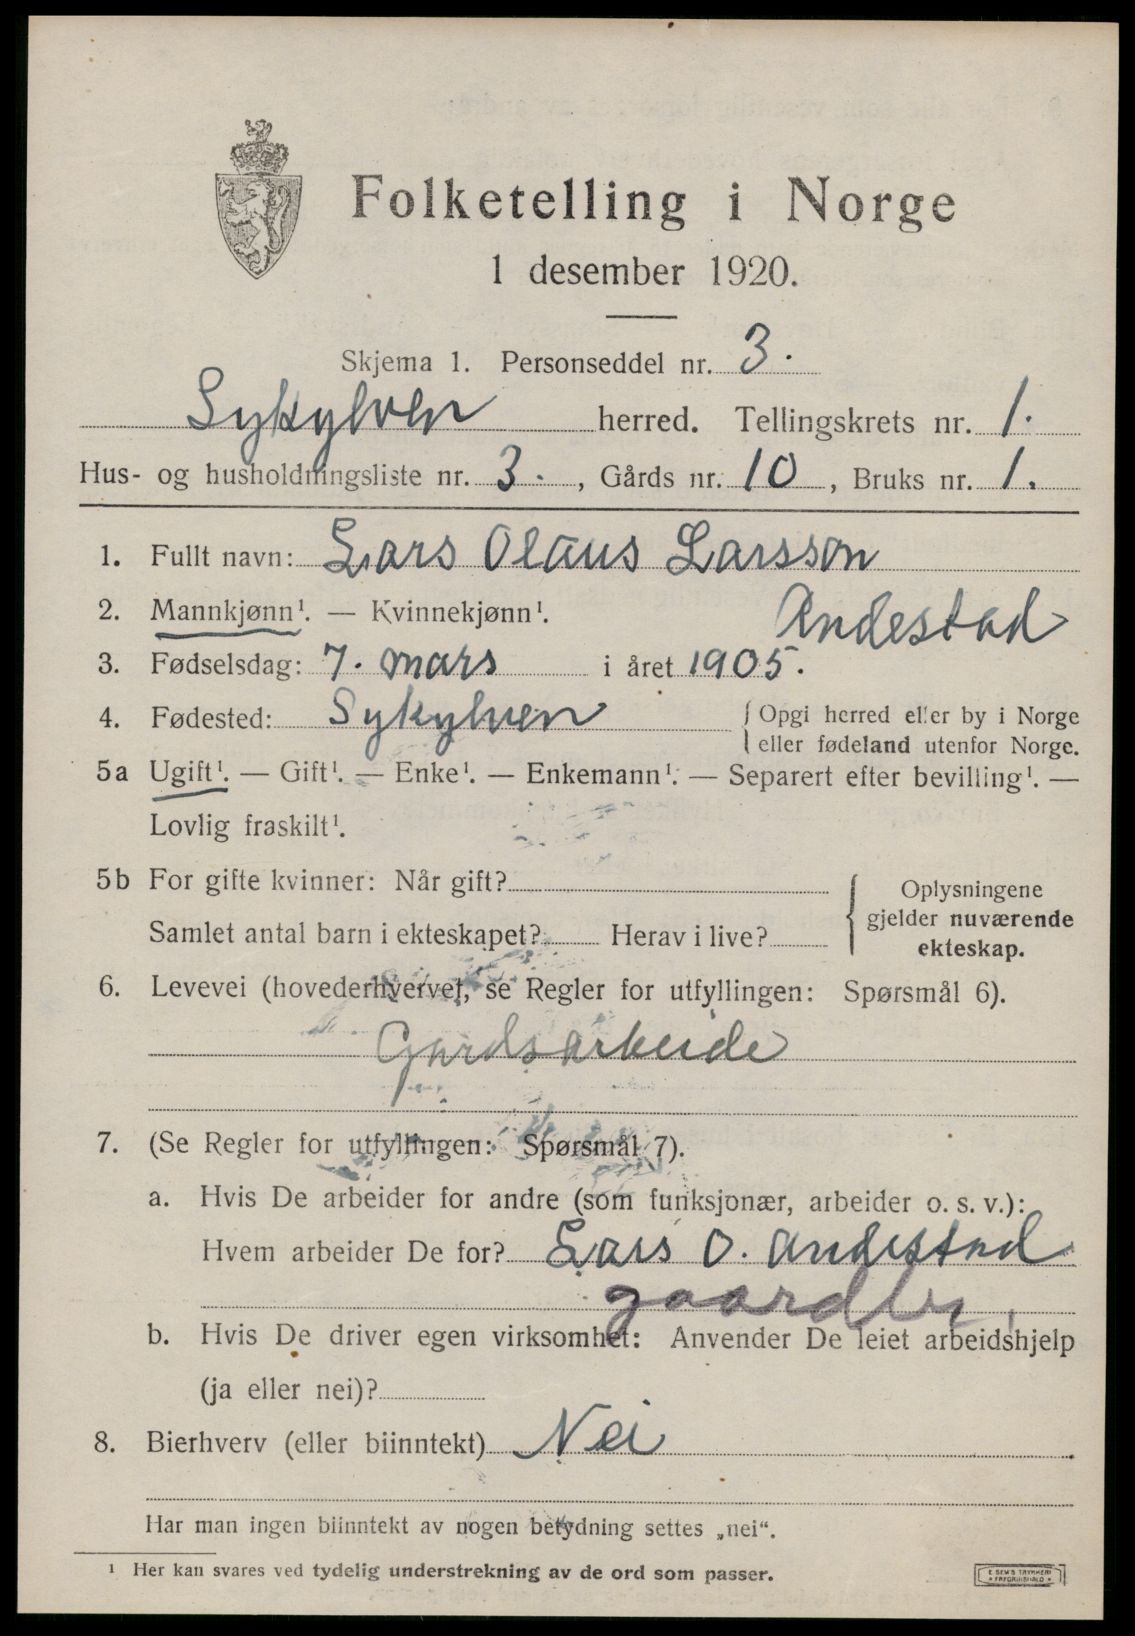 Folketelling i Norge
1 desember 1920.
Skjema 1. Personseddel nr. 3.
Sykylven herred. Tellingskrets nr. 1.
Hus- og husholdningsliste nr. 3., Gårds nr. 10, Bruks nr. 1.
1. Fullt navn: Lars Olaus Larsson
Andestad
2. Mannkjønn¹. — Kvinnekjønn¹.
3. Fødselsdag: 7. mars i året 1905.
4. Fødested: Sykylven { Opgi herred eller by i Norge
eller fødeland utenfor Norge.
5a Ugift¹. — Gift¹. — Enke¹. — Enkemann¹. — Separert efter bevilling¹. —
Lovlig fraskilt¹.
5b For gifte kvinner: Når gift?
Samlet antal barn i ekteskapet? Herav i live?
{ Oplysningene
gjelder nuværende
ekteskap.
6. Levevei (hovederhvervet, se Regler for utfyllingen: Spørsmål 6).
Gardsarbeide
7. (Se Regler for utfyllingen: Spørsmål 7).
a. Hvis De arbeider for andre (som funksjonær, arbeider o. s. v.):
Hvem arbeider De for? Lars O. Andestad
gaardbr.
b. Hvis De driver egen virksomhet: Anvender De leiet arbeidshjelp
(ja eller nei)?
8. Bierhverv (eller biinntekt) Nei
Har man ingen biinntekt av nogen betydning settes „nei“.
¹ Her kan svares ved tydelig understrekning av de ord som passer.
E SEM'S TRYKKERI
FREDRIKSHALD